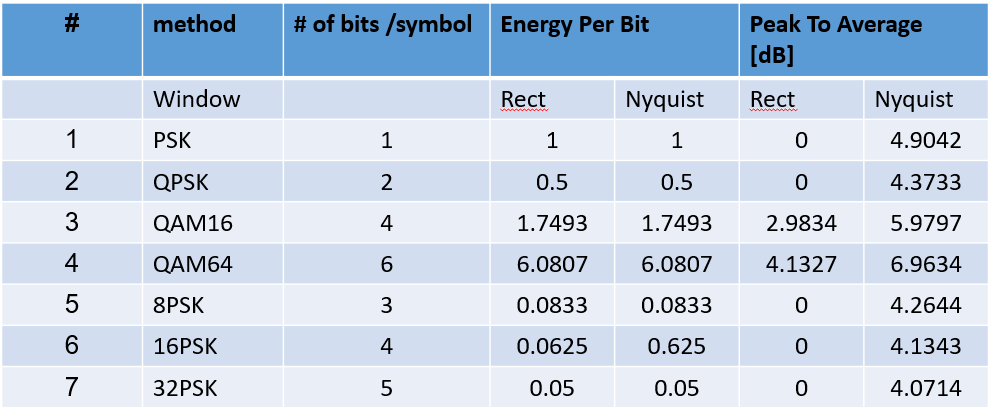 # method # of bits /symbol Energy Per Bit Peak To Average
[dB]
Window Rect Nyquist Rect Nyquist
1 PSK 1 1 1 0 4.9042
2 QPSK 2 0.5 0.5 0 4.3733
3 QAM16 4 1.7493 1.7493 2.9834 5.9797
4 QAM64 6 6.0807 6.0807 4.1327 6.9634
5 8PSK 3 0.0833 0.0833 0 4.2644
6 16PSK 4 0.0625 0.625 0 4.1343
7 32PSK 5 0.05 0.05 0 4.0714